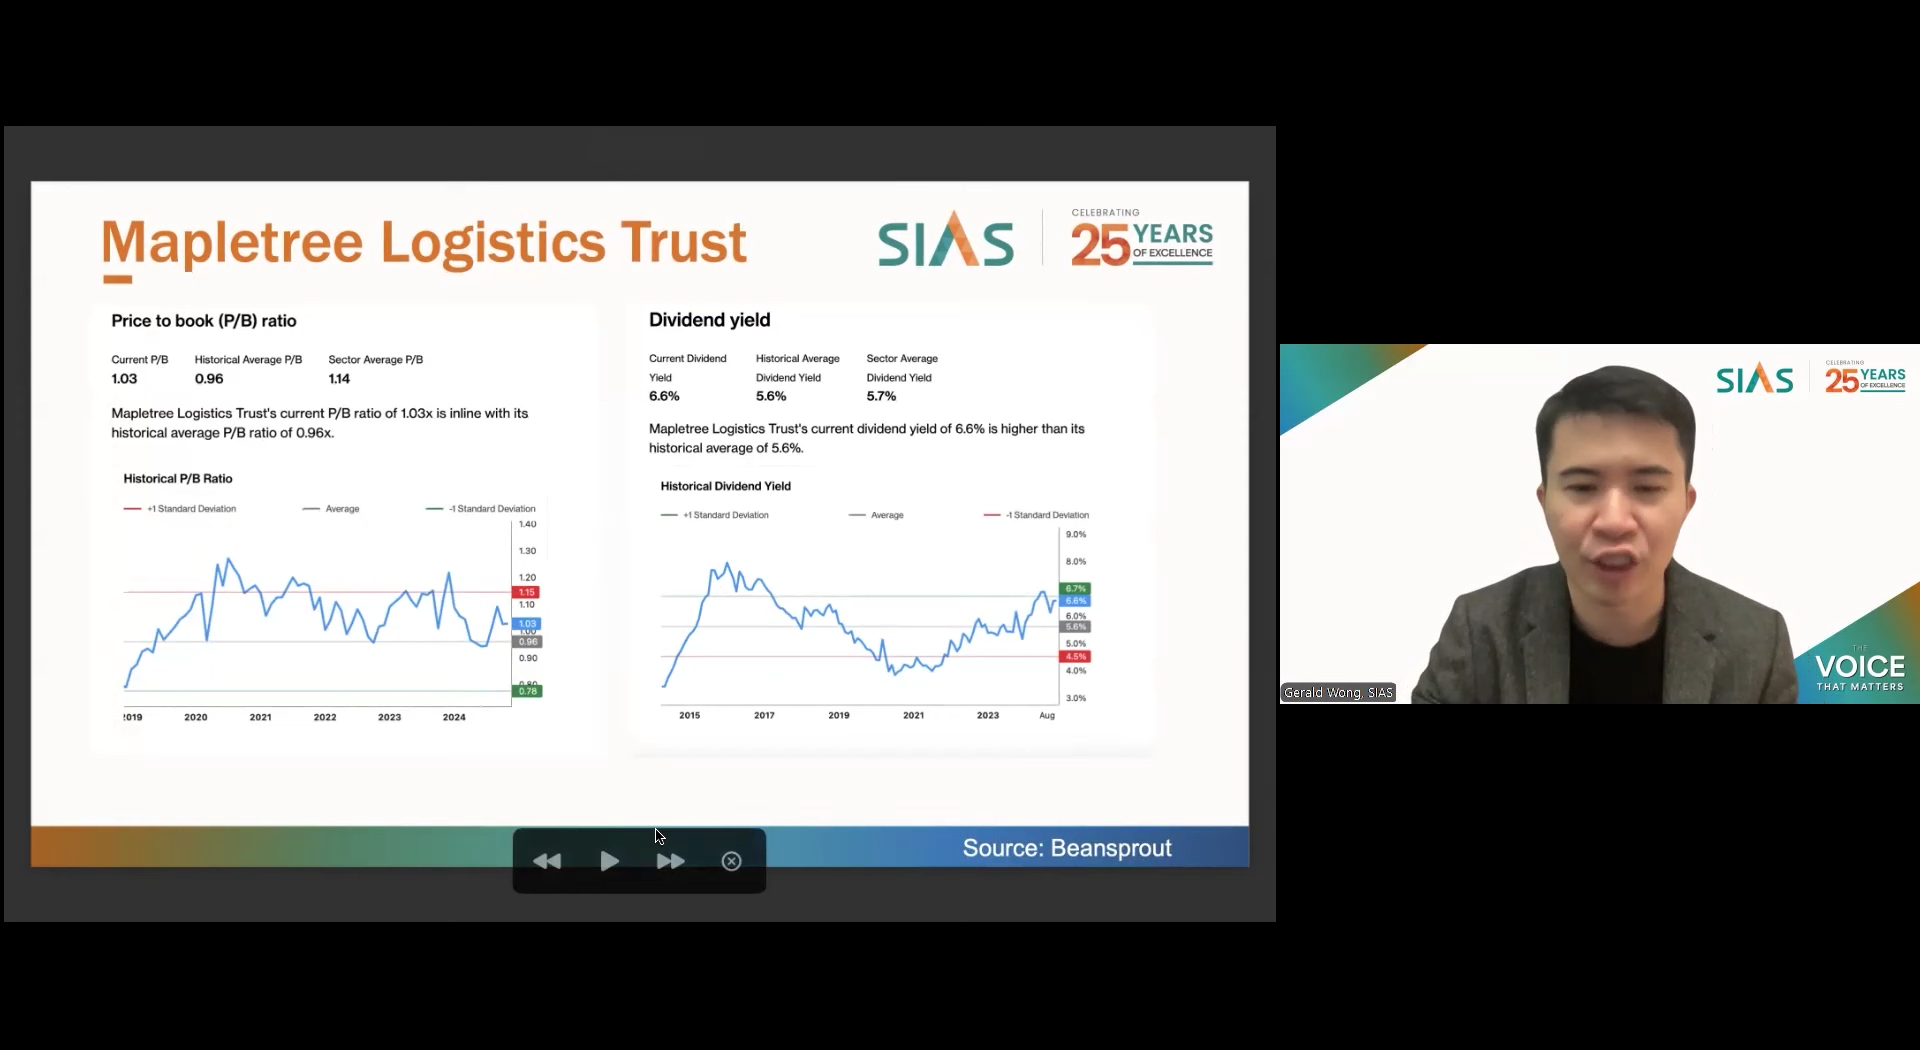 Mapletree Logistics Trust
SIAS
CELEBRATING
25 YEARS
OF EXCELLENCE
Price to book (P/B) ratio
Current P/B
Historical Average P/B
Sector Average P/B
1.03
0.96
1.14
Mapletree Logistics Trust's current P/B ratio of 1.03x is inline with its
historical average P/B ratio of 0.96x.
Historical P/B Ratio
+1 Standard Deviation
Average
-1 Standard Deviation
1.40
1.30
1.20
1.15
1.10
1.03
1.00
0.96
0.90
0.80
0.78
2019
2020
2021
2022
2023
2024
Dividend yield
Current Dividend
Yield
6.6%
Historical Average
Dividend Yield
5.6%
Sector Average
Dividend Yield
5.7%
Mapletree Logistics Trust's current dividend yield of 6.6% is higher than its
historical average of 5.6%.
Historical Dividend Yield
+1 Standard Deviation
Average
-1 Standard Deviation
9.0%
8.0%
6.7%
6.6%
6.0%
5.6%
5.0%
4.5%
4.0%
3.0%
2015
2017
2019
2021
2023
Aug
Source: Beansprout
SIAS
CELEBRATING
25 YEARS
OF EXCELLENCE
THE
VOICE
THAT MATTERS
Gerald Wong, SIAS